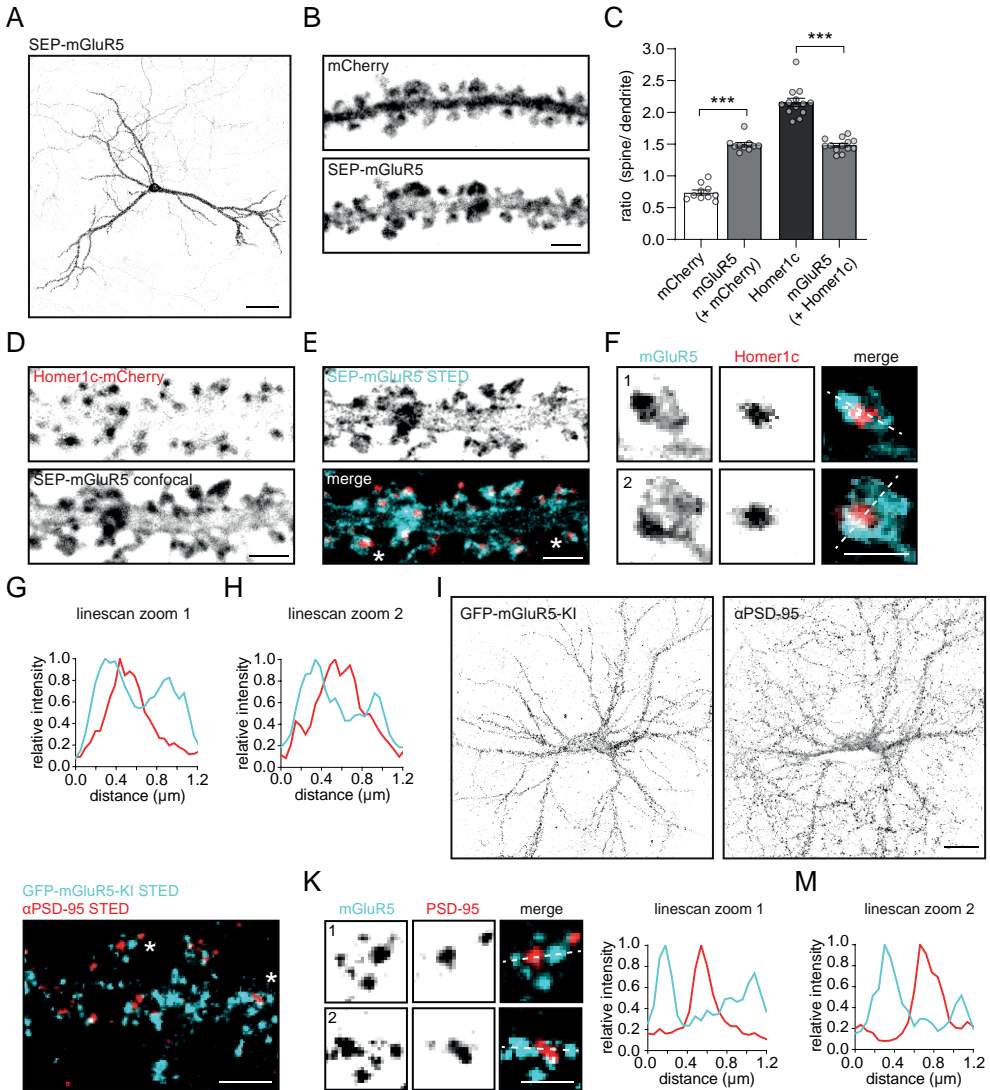 A
SEP-mGluR5
B
mCherry
SEP-mGluR5
C
ratio (spine/ dendrite)
3.0
2.5
2.0
1.5
1.0
0.5
0.0
***
***
mCherry
mGluR5
(+ mCherry)
Homer1c
mGluR5
(+ Homer1c)
D
Homer1c-mCherry
SEP-mGluR5 confocal
E
SEP-mGluR5 STED
merge
*
*
F
mGluR5
Homer1c
merge
1
2
G
linescan zoom 1
relative intensity
1.0
0.8
0.6
0.4
0.2
0.0
0.0
0.4
0.8
1.2
distance (µm)
H
linescan zoom 2
relative intensity
1.0
0.8
0.6
0.4
0.2
0.0
0.0
0.4
0.8
1.2
distance (µm)
I
GFP-mGluR5-KI
αPSD-95
GFP-mGluR5-KI STED
αPSD-95 STED
*
*
K
mGluR5
PSD-95
merge
1
2
linescan zoom 1
relative intensity
1.0
0.8
0.6
0.4
0.2
0
0.0
0.4
0.8
1.2
distance (µm)
M
linescan zoom 2
relative intensity
1.0
0.8
0.6
0.4
0.2
0
0.0
0.4
0.8
1.2
distance (µm)